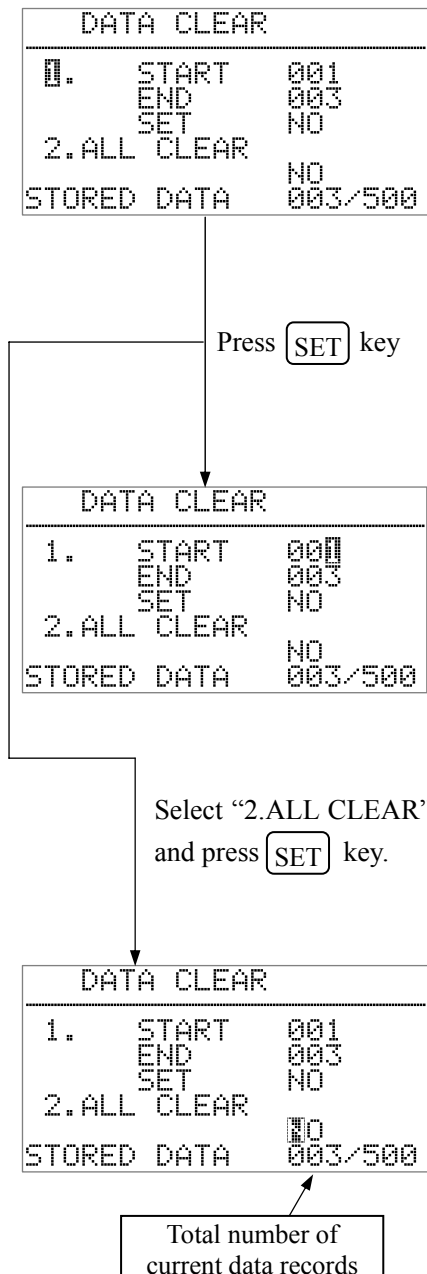 DATA CLEAR
1. START 001
END 003
SET NO
2.ALL CLEAR
NO
STORED DATA 003/500
Press SET key
DATA CLEAR
1. START 001
END 003
SET NO
2.ALL CLEAR
NO
STORED DATA 003/500
Select “2.ALL CLEAR’
and press SET key.
DATA CLEAR
1. START 001
END 003
SET NO
2.ALL CLEAR
NO
STORED DATA 003/500
Total number of
current data records